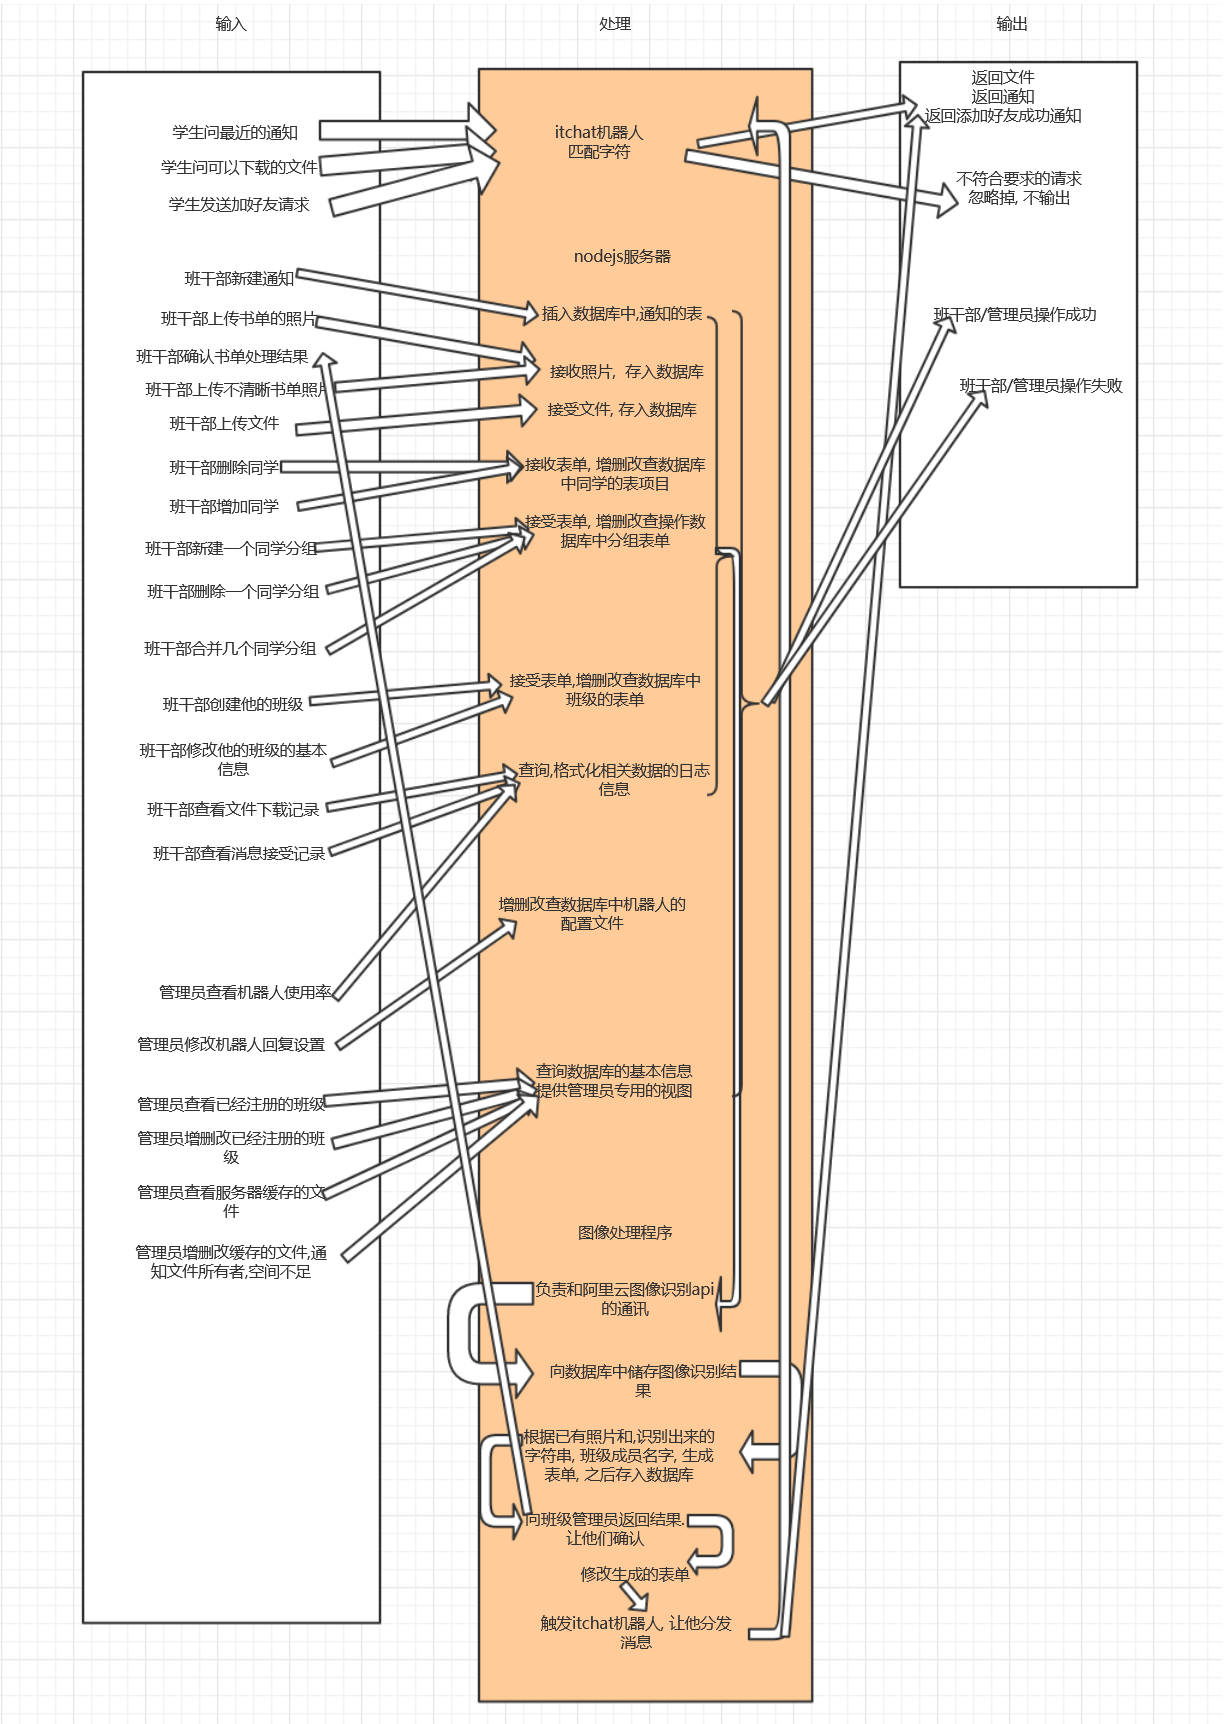 输入
处理
输出
学生问最近的通知
学生问可以下载的文件
学生发送加好友请求
班干部新建通知
班干部上传书单的照片
班干部确认书单处理结果
班干部上传不清晰书单照片
班干部上传文件
班干部删除同学
班干部增加同学
班干部新建一个同学分组
班干部删除一个同学分组
班干部合并几个同学分组
班干部创建他的班级
班干部修改他的班级的基本
信息
班干部查看文件下载记录
班干部查看消息接受记录
管理员查看机器人使用率
管理员修改机器人回复设置
管理员查看已经注册的班级
管理员增删改已经注册的班
级
管理员查看服务器缓存的文
件
管理员增删改缓存的文件,通
知文件所有者,空间不足
itchat机器人
匹配字符
nodejs服务器
插入数据库中,通知的表
接收照片, 存入数据库
接受文件, 存入数据库
接收表单, 增删改查数据库
中同学的表项目
接受表单, 增删改查操作数
据库中分组表单
接受表单,增删改查数据库中
班级的表单
查询,格式化相关数据的日志
信息
增删改查数据库中机器人的
配置文件
查询数据库的基本信息
提供管理员专用的视图
图像处理程序
负责和阿里云图像识别api
的通讯
向数据库中储存图像识别结
果
根据已有照片和,识别出来的
字符串, 班级成员名字, 生成
表单, 之后存入数据库
向班级管理员返回结果.
让他们确认
修改生成的表单
触发itchat机器人, 让他分发
消息
返回文件
返回通知
返回添加好友成功通知
不符合要求的请求
忽略掉, 不输出
班干部/管理员操作成功
班干部/管理员操作失败